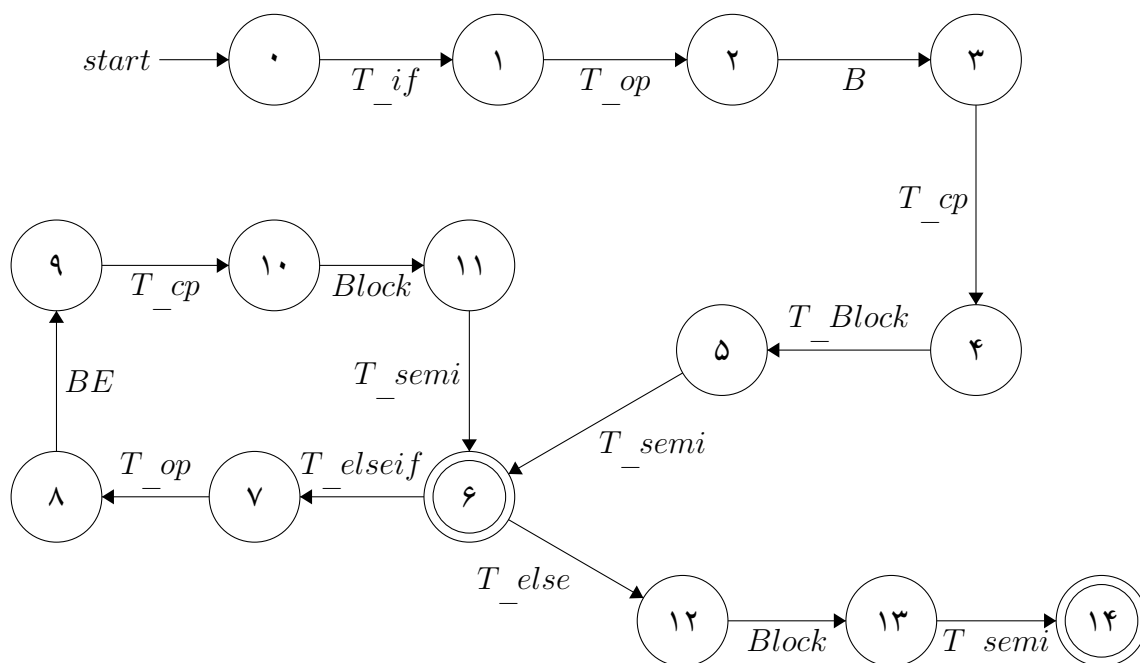 start ۰ T_if ۱ T_op ۲ B ۳
T_cp
۹ T_cp ۱۰ Block ۱۱
T_Block
۵ ۴
BE T_semi
T_semi
۸ T_op ۷ T_elseif ۶
T_else
۱۲ Block ۱۳ T_semi ۱۴